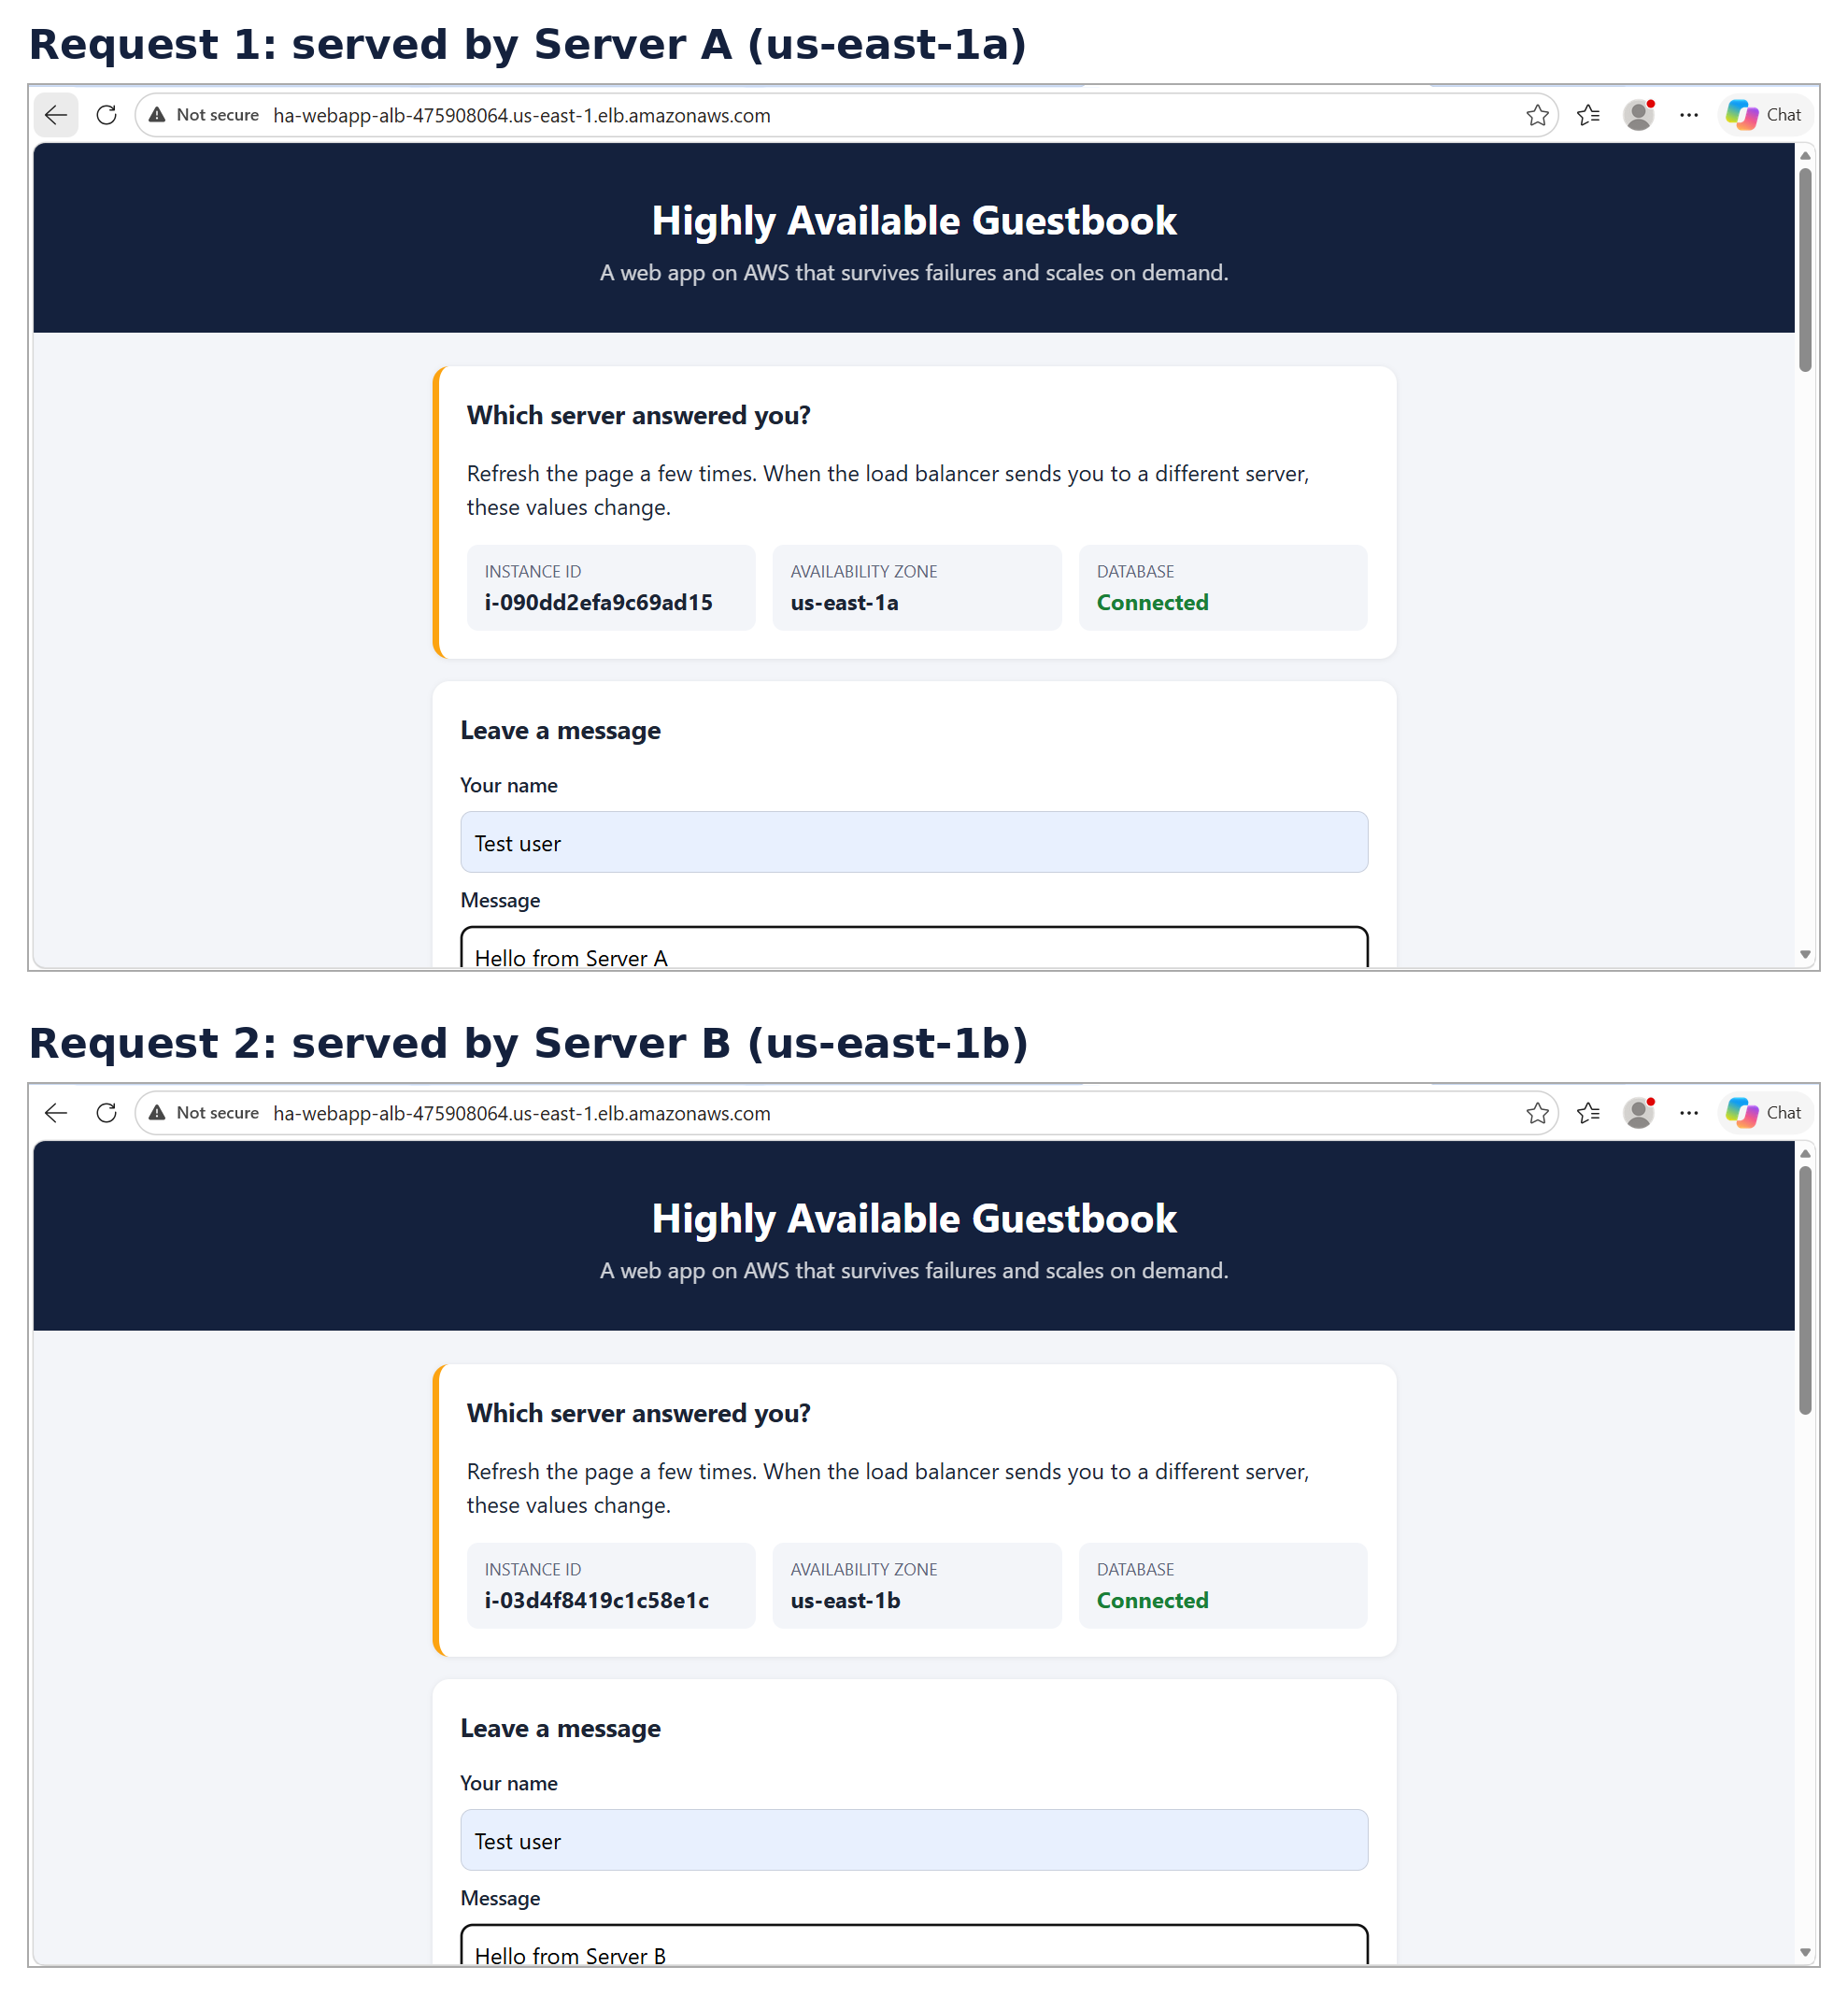 Request 1: served by Server A (us-east-1a)
Not secure ha-webapp-alb-475908064.us-east-1.elb.amazonaws.com Chat
Highly Available Guestbook
A web app on AWS that survives failures and scales on demand.
Which server answered you?
Refresh the page a few times. When the load balancer sends you to a different server,
these values change.
INSTANCE ID AVAILABILITY ZONE DATABASE
i-090dd2efa9c69ad15 us-east-1a Connected
Leave a message
Your name
Test user
Message
Hello from Server A
Request 2: served by Server B (us-east-1b)
Not secure ha-webapp-alb-475908064.us-east-1.elb.amazonaws.com Chat
Highly Available Guestbook
A web app on AWS that survives failures and scales on demand.
Which server answered you?
Refresh the page a few times. When the load balancer sends you to a different server,
these values change.
INSTANCE ID AVAILABILITY ZONE DATABASE
i-03d4f8419c1c58e1c us-east-1b Connected
Leave a message
Your name
Test user
Message
Hello from Server B